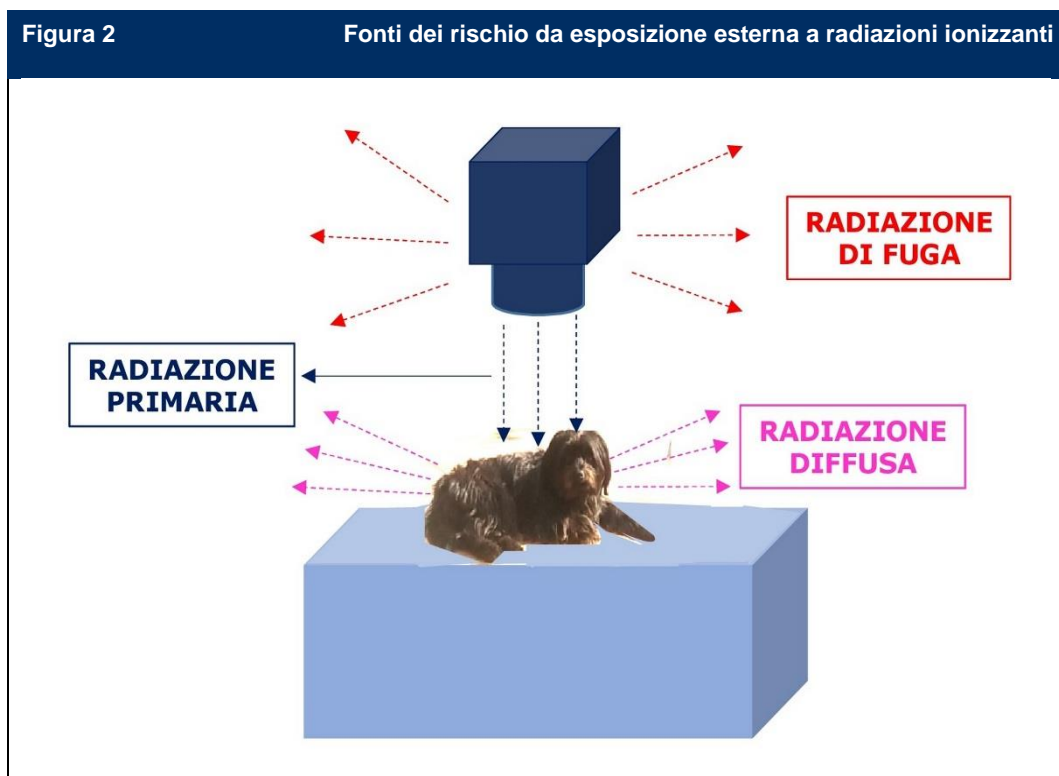 Figura 2 Fonti dei rischio da esposizione esterna a radiazioni ionizzanti
RADIAZIONE
DI FUGA
RADIAZIONE
PRIMARIA
RADIAZIONE
DIFFUSA